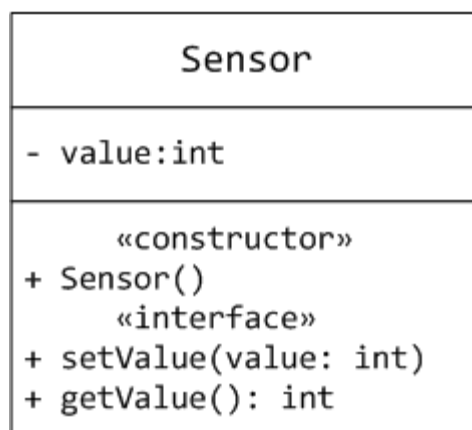 Sensor
- value:int
«constructor»
+ Sensor()
«interface»
+ setValue(value: int)
+ getValue(): int